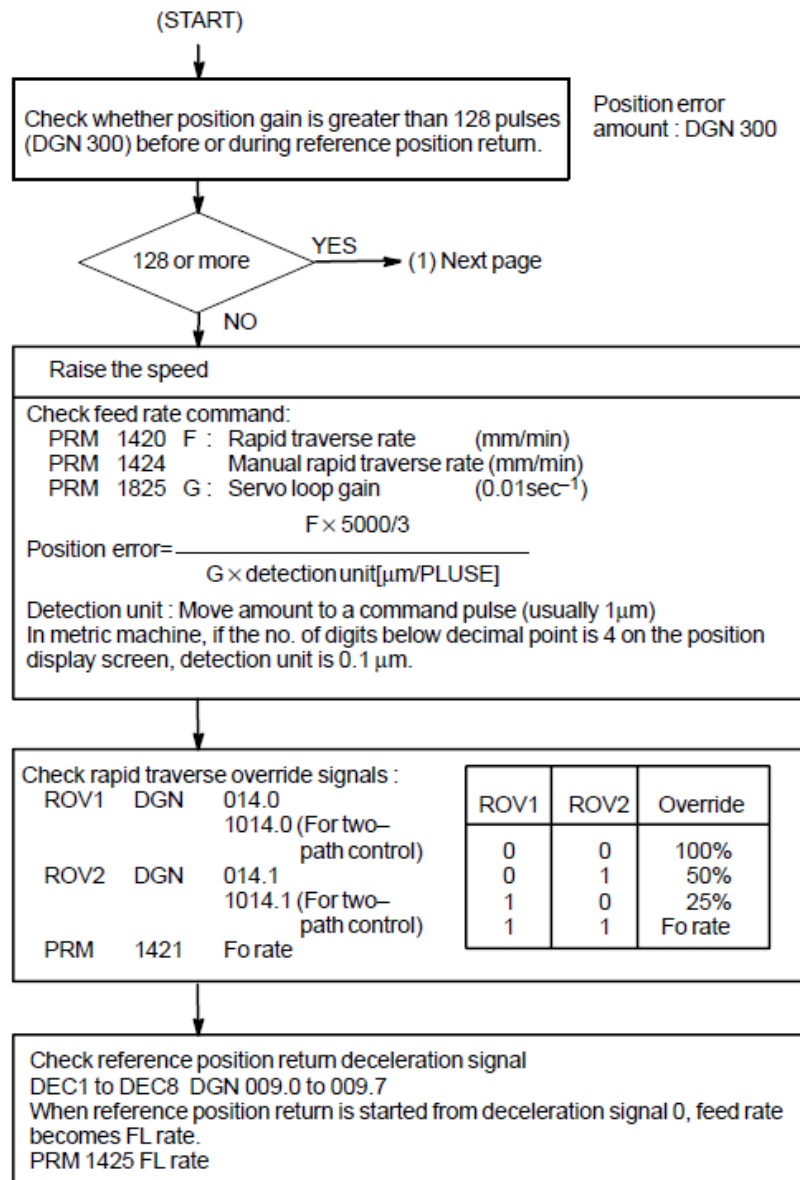 (START)
Check whether position gain is greater than 128 pulses
(DGN 300) before or during reference position return.
Position error
amount : DGN 300
128 or more
YES
(1) Next page
NO
Raise the speed
Check feed rate command:
PRM 1420 F : Rapid traverse rate (mm/min)
PRM 1424 Manual rapid traverse rate (mm/min)
PRM 1825 G : Servo loop gain (0.01sec–1)
F × 5000/3
Position error=
G × detection unit[μm/PLUSE]
Detection unit : Move amount to a command pulse (usually 1μm)
In metric machine, if the no. of digits below decimal point is 4 on the position
display screen, detection unit is 0.1 μm.
Check rapid traverse override signals :
ROV1 DGN 014.0
1014.0 (For two–
path control)
ROV2 DGN 014.1
1014.1 (For two–
path control)
PRM 1421 Fo rate
ROV1 ROV2 Override
0 0 100%
0 1 50%
1 0 25%
1 1 Fo rate
Check reference position return deceleration signal
DEC1 to DEC8 DGN 009.0 to 009.7
When reference position return is started from deceleration signal 0, feed rate
becomes FL rate.
PRM 1425 FL rate